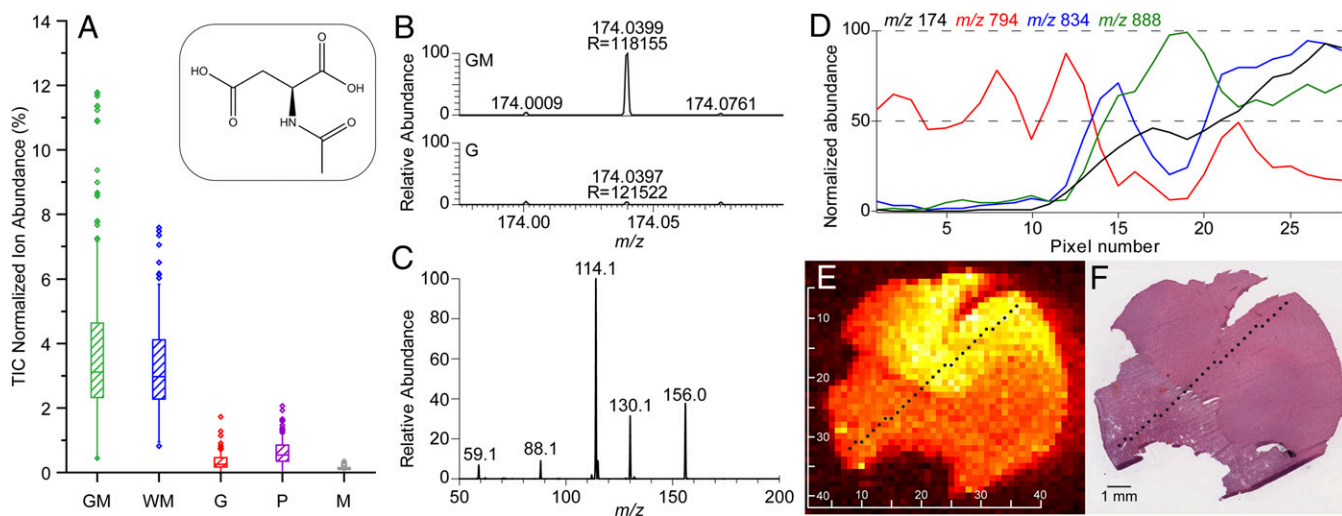 A
TIC Normalized Ion Abundance (%)
14
12
10
8
6
4
2
0
GM WM G P M
O O
HO OH
O HN O
B
Relative Abundance
GM
174.0399
R=118155
100
50
0
174.0009 174.0761
Relative Abundance
G
174.0397
R=121522
100
50
0
174.00 174.05
m/z
C
Relative Abundance
100
80
60
40
20
0
114.1
156.0
130.1
88.1
59.1
50 100 150 200
m/z
D
m/z 174 m/z 794 m/z 834 m/z 888
Normalized abundance
100
50
0
5 10 15 20 25
Pixel number
E
10
20
30
40
10 20 30 40
F
1 mm